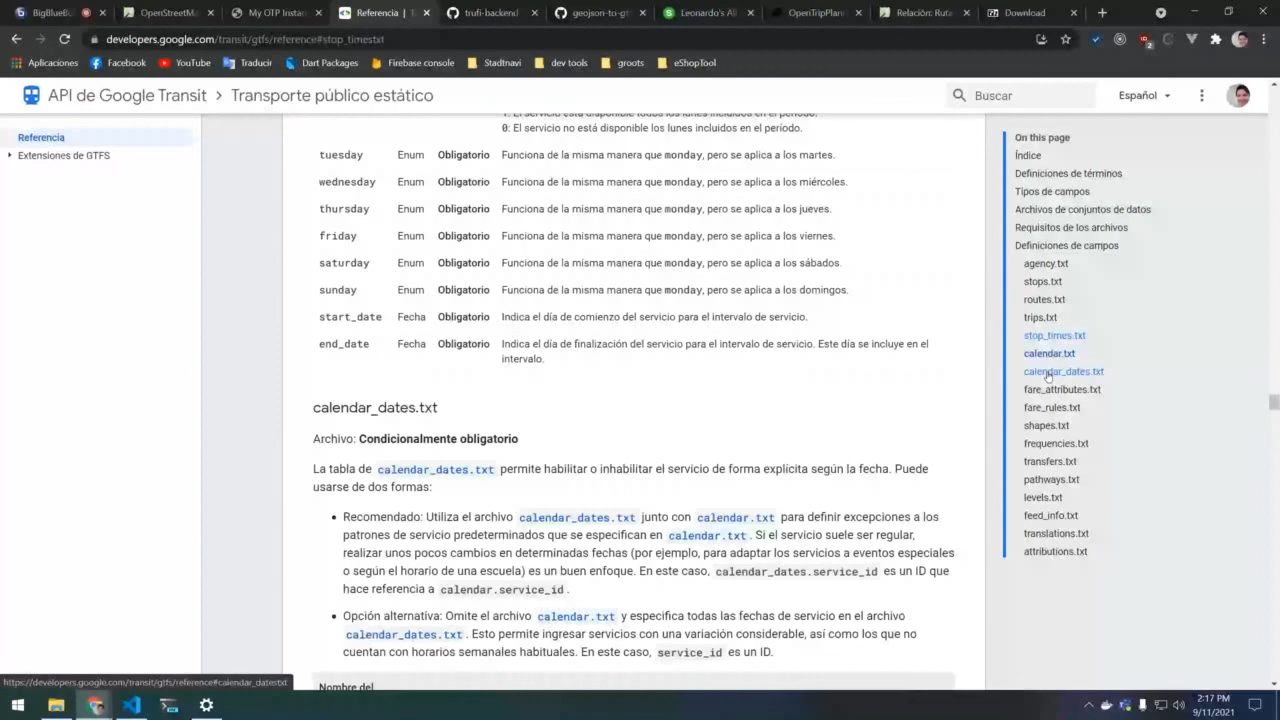 BigBlueBu
OpenStreetMa
My OTP Instan
Referencia | T
trufi-backend
geojson-to-gt
Leonardo's All
OpenTripPlan
Relación: Ruta
Download
developers.google.com/transit/gtfs/reference#stop_timestxt
Aplicaciones
Facebook
YouTube
Traducir
Dart Packages
Firebase console
Stadtnavi
dev tools
groots
eShopTool
API de Google Transit > Transporte público estático
Buscar
Español
Referencia
Extensiones de GTFS
1: El servicio está disponible todos los lunes incluidos en el período.
0: El servicio no está disponible los lunes incluidos en el período.
tuesday Enum Obligatorio Funciona de la misma manera que monday, pero se aplica a los martes.
wednesday Enum Obligatorio Funciona de la misma manera que monday, pero se aplica a los miércoles.
thursday Enum Obligatorio Funciona de la misma manera que monday, pero se aplica a los jueves.
friday Enum Obligatorio Funciona de la misma manera que monday, pero se aplica a los viernes.
saturday Enum Obligatorio Funciona de la misma manera que monday, pero se aplica a los sábados.
sunday Enum Obligatorio Funciona de la misma manera que monday, pero se aplica a los domingos.
start_date Fecha Obligatorio Indica el día de comienzo del servicio para el intervalo de servicio.
end_date Fecha Obligatorio Indica el día de finalización del servicio para el intervalo de servicio. Este día se incluye en el
intervalo.
calendar_dates.txt
Archivo: Condicionalmente obligatorio
La tabla de calendar_dates.txt permite habilitar o inhabilitar el servicio de forma explícita según la fecha. Puede
usarse de dos formas:
• Recomendado: Utiliza el archivo calendar_dates.txt junto con calendar.txt para definir excepciones a los
patrones de servicio predeterminados que se especifican en calendar.txt. Si el servicio suele ser regular,
realizar unos pocos cambios en determinadas fechas (por ejemplo, para adaptar los servicios a eventos especiales
o según el horario de una escuela) es un buen enfoque. En este caso, calendar_dates.service_id es un ID que
hace referencia a calendar.service_id.
• Opción alternativa: Omite el archivo calendar.txt y especifica todas las fechas de servicio en el archivo
calendar_dates.txt. Esto permite ingresar servicios con una variación considerable, así como los que no
cuentan con horarios semanales habituales. En este caso, service_id es un ID.
Nombre del
On this page
Índice
Definiciones de términos
Tipos de campos
Archivos de conjuntos de datos
Requisitos de los archivos
Definiciones de campos
agency.txt
stops.txt
routes.txt
trips.txt
stop_times.txt
calendar.txt
calendar_dates.txt
fare_attributes.txt
fare_rules.txt
shapes.txt
frequencies.txt
transfers.txt
pathways.txt
levels.txt
feed_info.txt
translations.txt
attributions.txt
https://developers.google.com/transit/gtfs/reference#calendar_datestxt
2:17 PM
9/11/2021